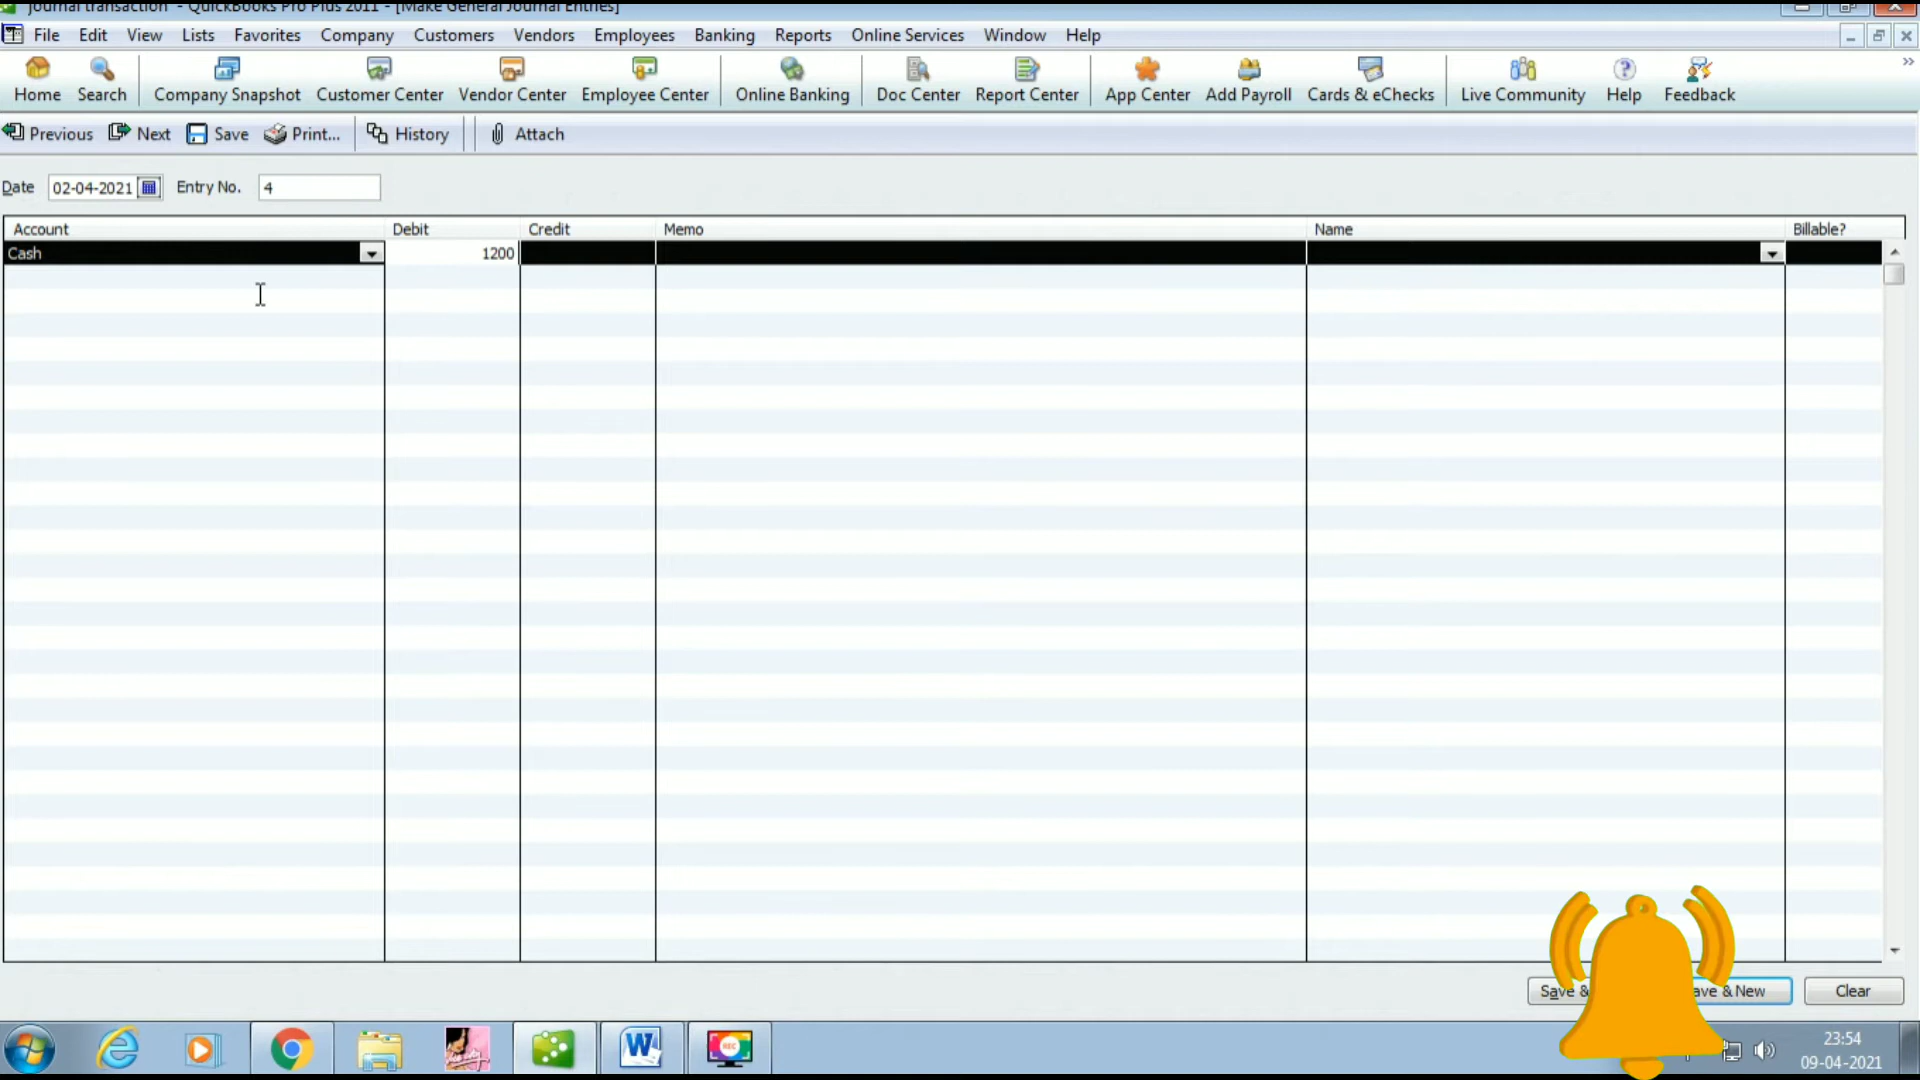 journal transaction - QuickBooks Pro Plus 2011 - [Make General Journal Entries]
File Edit View Lists Favorites Company Customers Vendors Employees Banking Reports Online Services Window Help
Home Search Company Snapshot Customer Center Vendor Center Employee Center Online Banking Doc Center Report Center App Center Add Payroll Cards & eChecks Live Community Help Feedback
Previous Next Save Print... History Attach
Date 02-04-2021 Entry No. 4
Account Debit Credit Memo Name Billable?
Cash 1200
Save & ave & New Clear
REC
23:54
09-04-2021